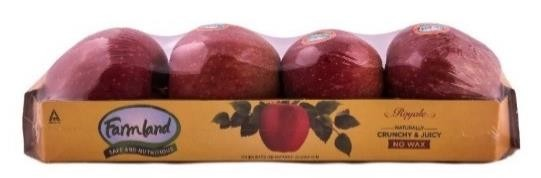 Farmland
SAFE AND NUTRITIOUS
Royale
NATURALLY
CRUNCHY & JUICY
NO WAX